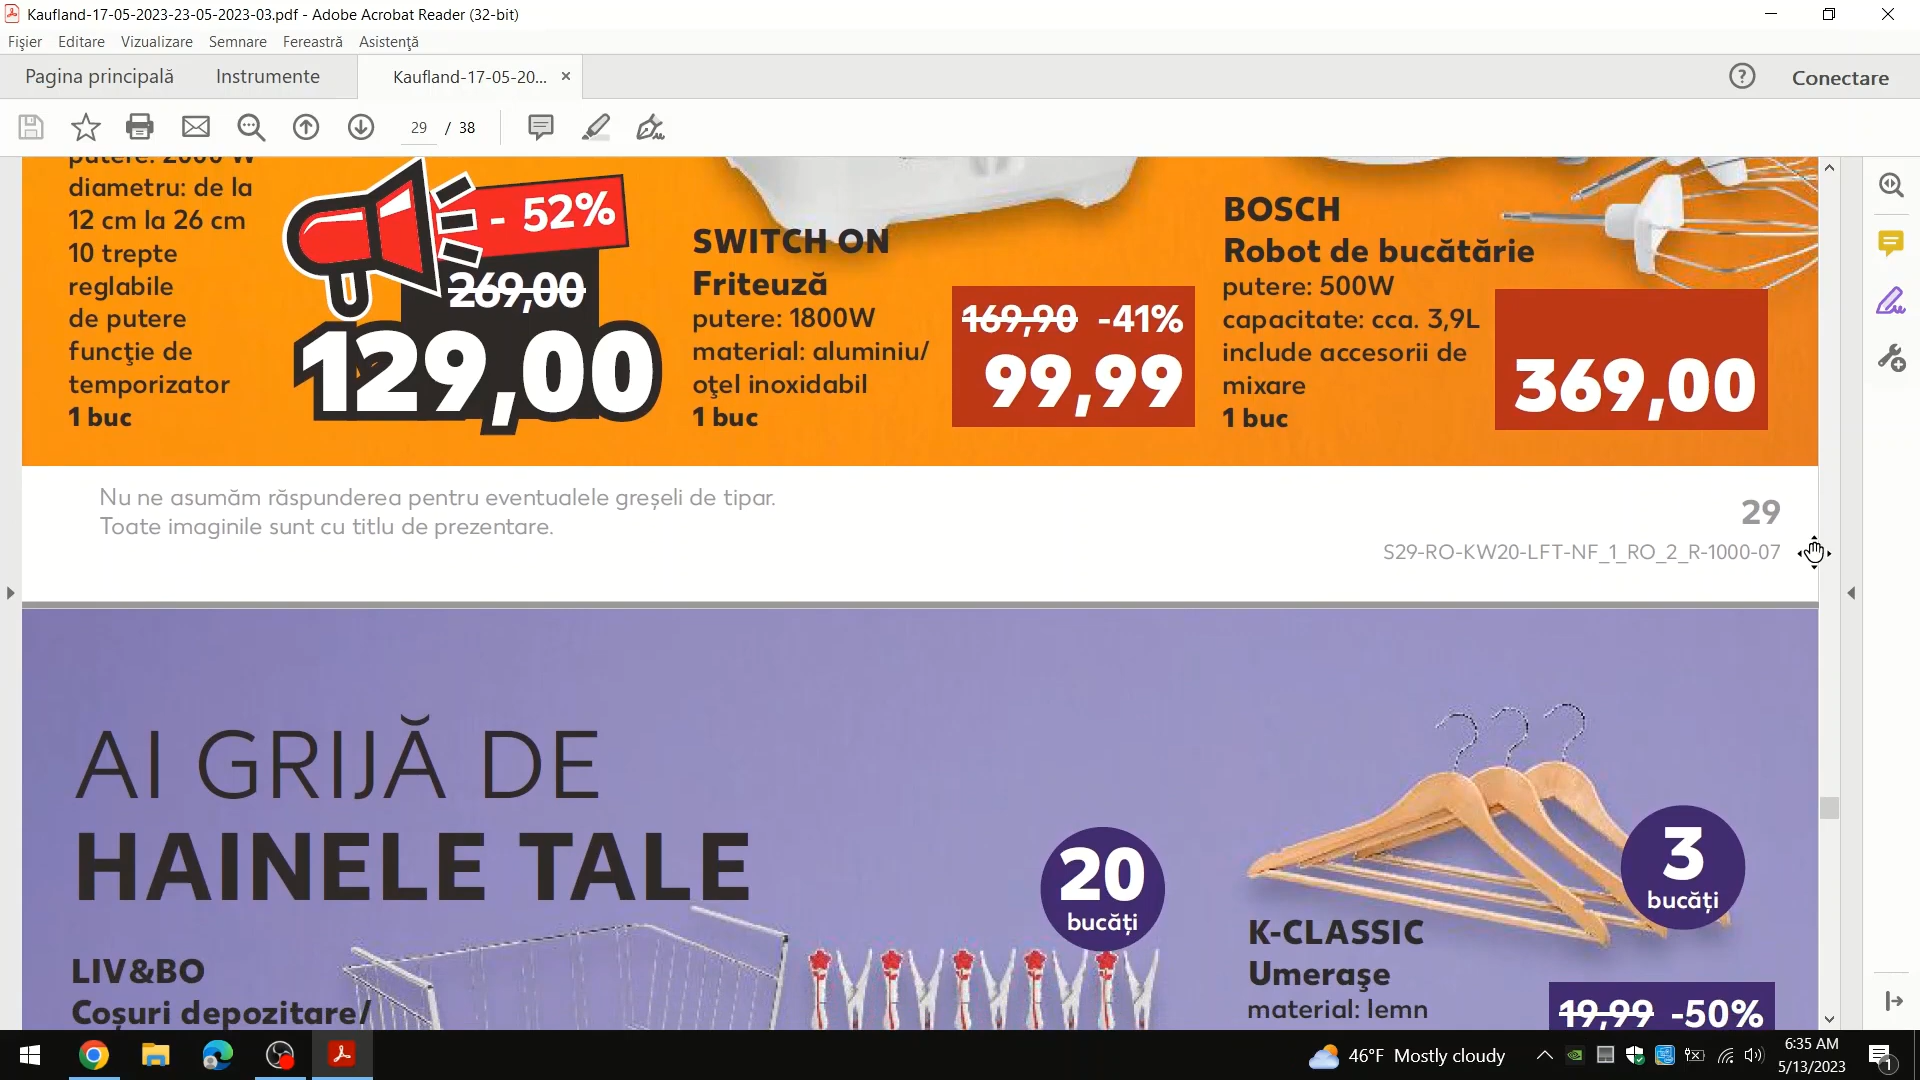 Kaufland-17-05-2023-23-05-2023-03.pdf - Adobe Acrobat Reader (32-bit)
Fișier Editare Vizualizare Semnare Fereastră Asistență
Pagina principală Instrumente Kaufland-17-05-20... × ? Conectare
29 / 38
putere: 2000 W
diametru: de la
12 cm la 26 cm
10 trepte
reglabile
de putere
funcţie de
temporizator
1 buc
- 52%
269,00
129,00
SWITCH ON
Friteuză
putere: 1800W
material: aluminiu/
oţel inoxidabil
1 buc
169,90 -41%
99,99
BOSCH
Robot de bucătărie
putere: 500W
capacitate: cca. 3,9L
include accesorii de
mixare
1 buc
369,00
Nu ne asumăm răspunderea pentru eventualele greșeli de tipar.
Toate imaginile sunt cu titlu de prezentare.
29
S29-RO-KW20-LFT-NF_1_RO_2_R-1000-07
AI GRIJĂ DE
HAINELE TALE
LIV&BO
Coșuri depozitare/
20
bucăți
3
bucăți
K-CLASSIC
Umeraşe
material: lemn
19,99 -50%
46°F Mostly cloudy
6:35 AM
5/13/2023
1